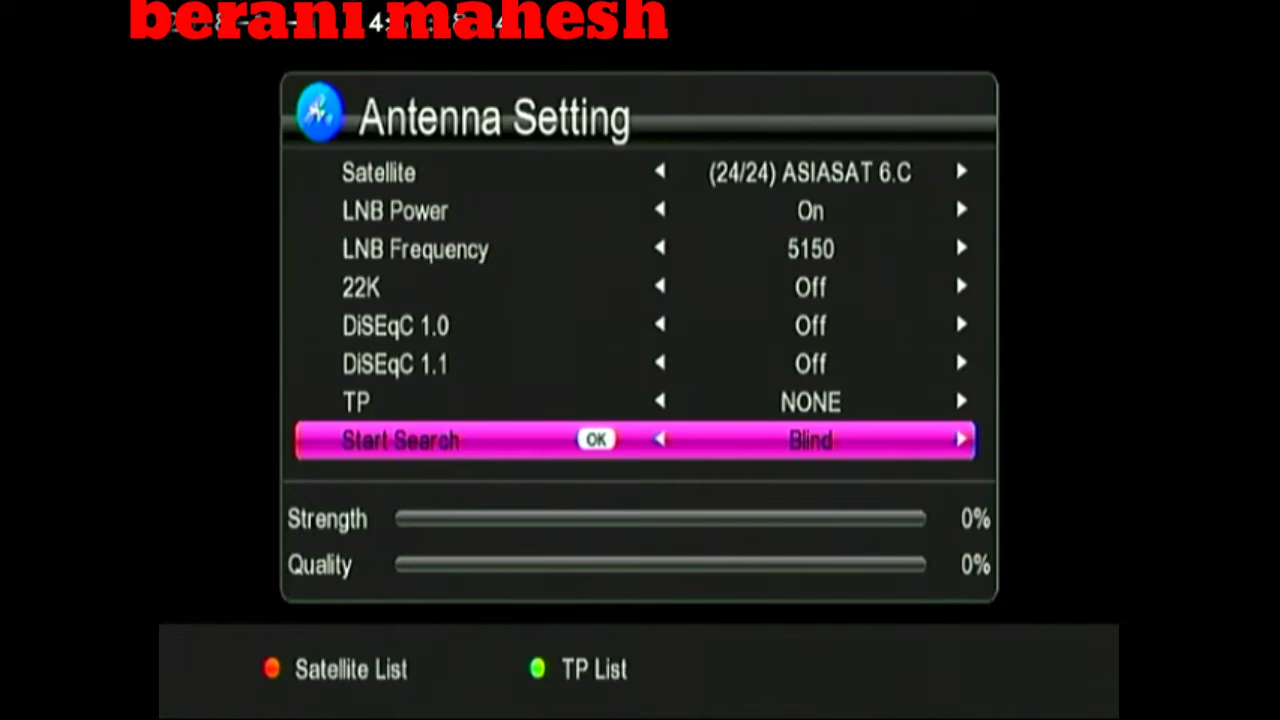 berani mahesh
Antenna Setting
Satellite (24/24) ASIASAT 6.C
LNB Power On
LNB Frequency 5150
22K Off
DiSEqC 1.0 Off
DiSEqC 1.1 Off
TP NONE
Start Search OK Blind
Strength 0%
Quality 0%
Satellite List TP List